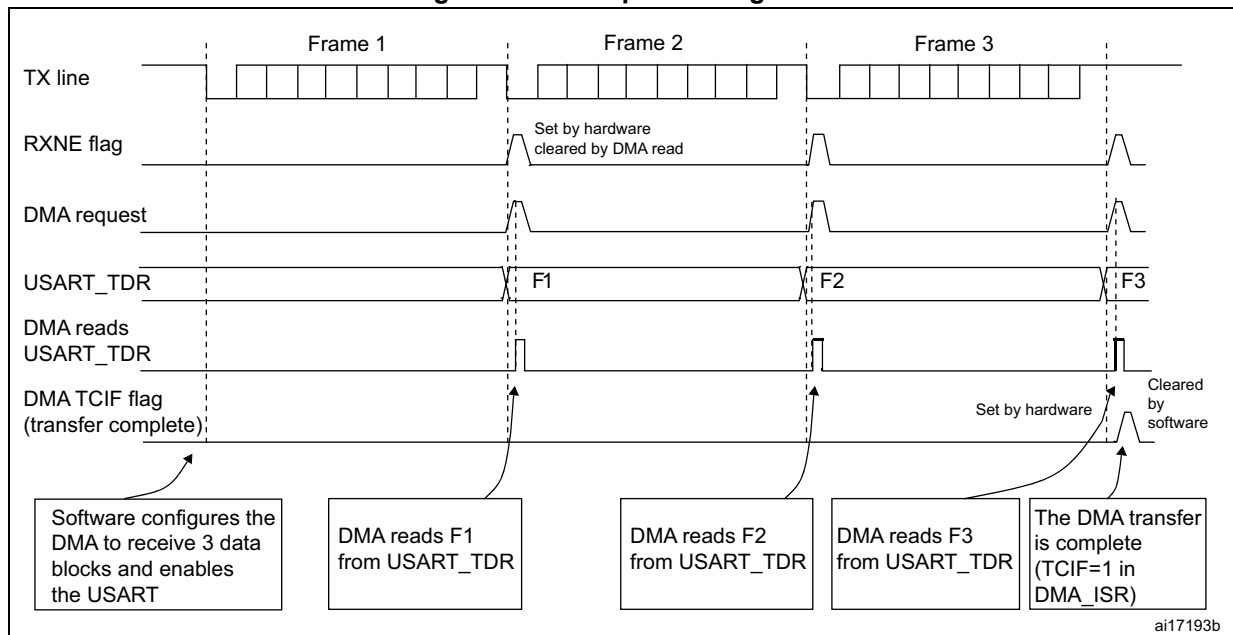 Frame 1
Frame 2
Frame 3
TX line
RXNE flag
Set by hardware
cleared by DMA read
DMA request
USART_TDR
F1
F2
F3
DMA reads
USART_TDR
DMA TCIF flag
(transfer complete)
Set by hardware
Cleared
by
software
Software configures the
DMA to receive 3 data
blocks and enables
the USART
DMA reads F1
from USART_TDR
DMA reads F2
from USART_TDR
DMA reads F3
from USART_TDR
The DMA transfer
is complete
(TCIF=1 in
DMA_ISR)
ai17193b